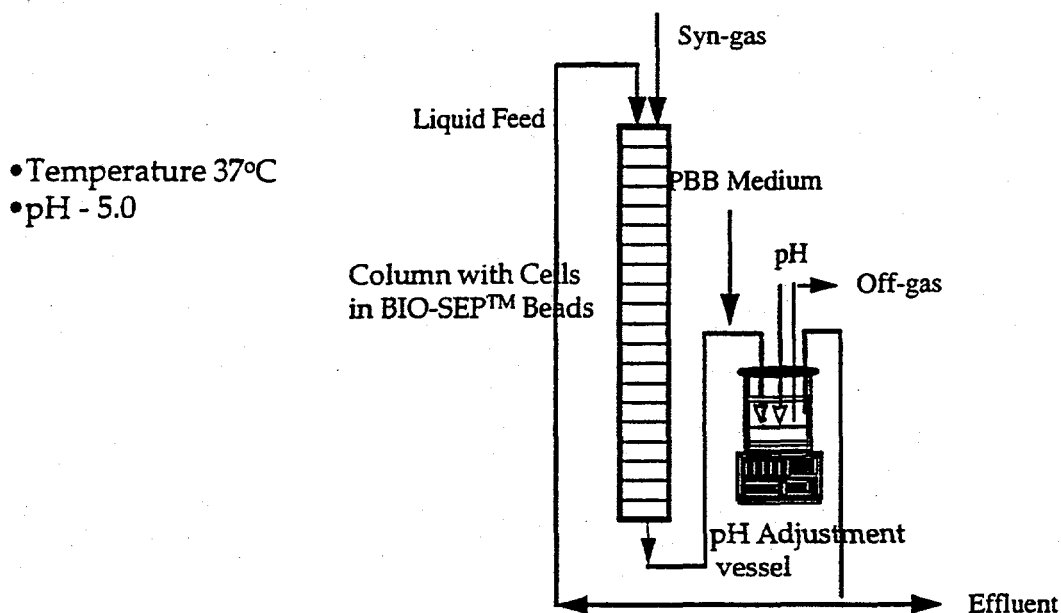 Syn-gas
Liquid Feed
•Temperature 37°C
•pH - 5.0
PBB Medium
pH
Off-gas
Column with Cells
in BIO-SEP™ Beads
pH Adjustment
vessel
Effluent